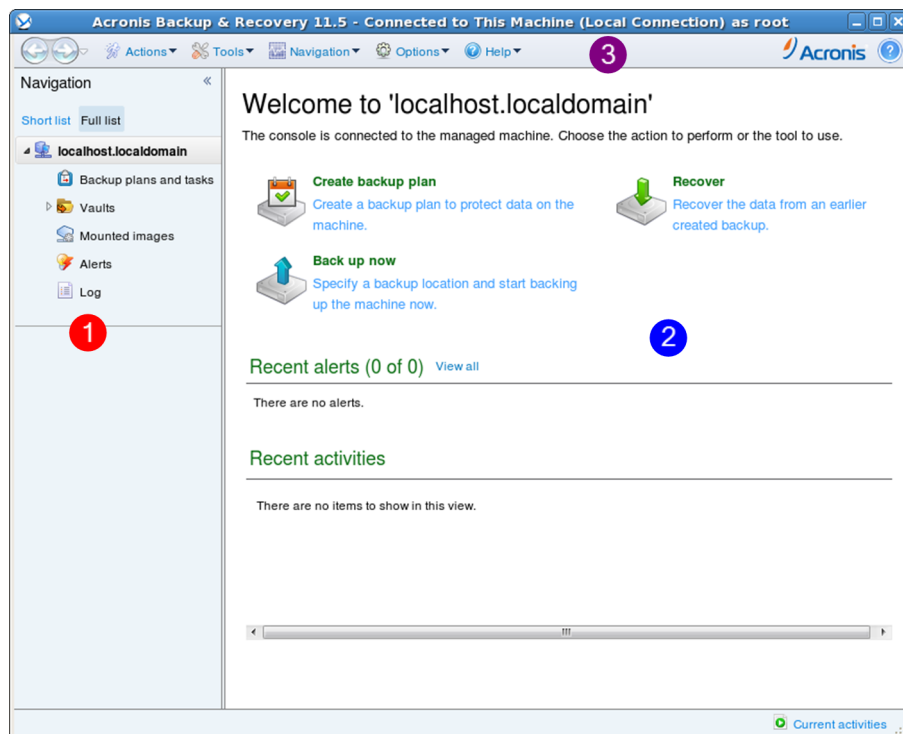 Acronis Backup & Recovery 11.5 - Connected to This Machine (Local Connection) as root
Actions Tools Navigation Options Help 3 Acronis ?
Navigation «
Short list Full list
localhost.localdomain
Backup plans and tasks
Vaults
Mounted images
Alerts
Log
1
Welcome to 'localhost.localdomain'
The console is connected to the managed machine. Choose the action to perform or the tool to use.
Create backup plan
Create a backup plan to protect data on the
machine.
Recover
Recover the data from an earlier
created backup.
Back up now
Specify a backup location and start backing
up the machine now.
2
Recent alerts (0 of 0) View all
There are no alerts.
Recent activities
There are no items to show in this view.
Current activities